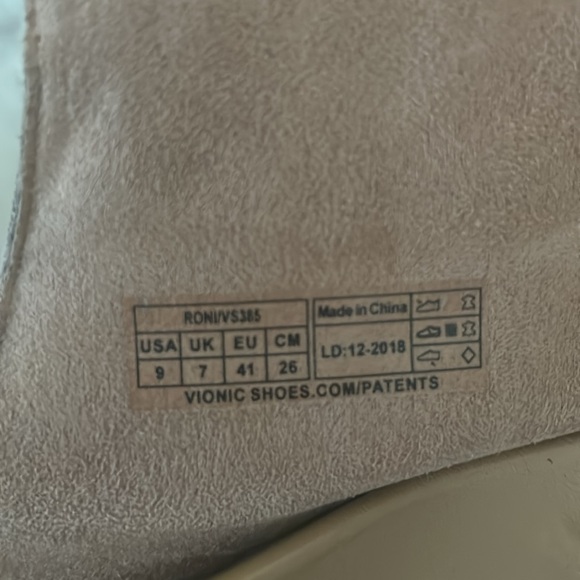 RONI/VS385
USA UK EU CM
9 7 41 26
Made in China
LD:12-2018
VIONIC SHOES.COM/PATENTS